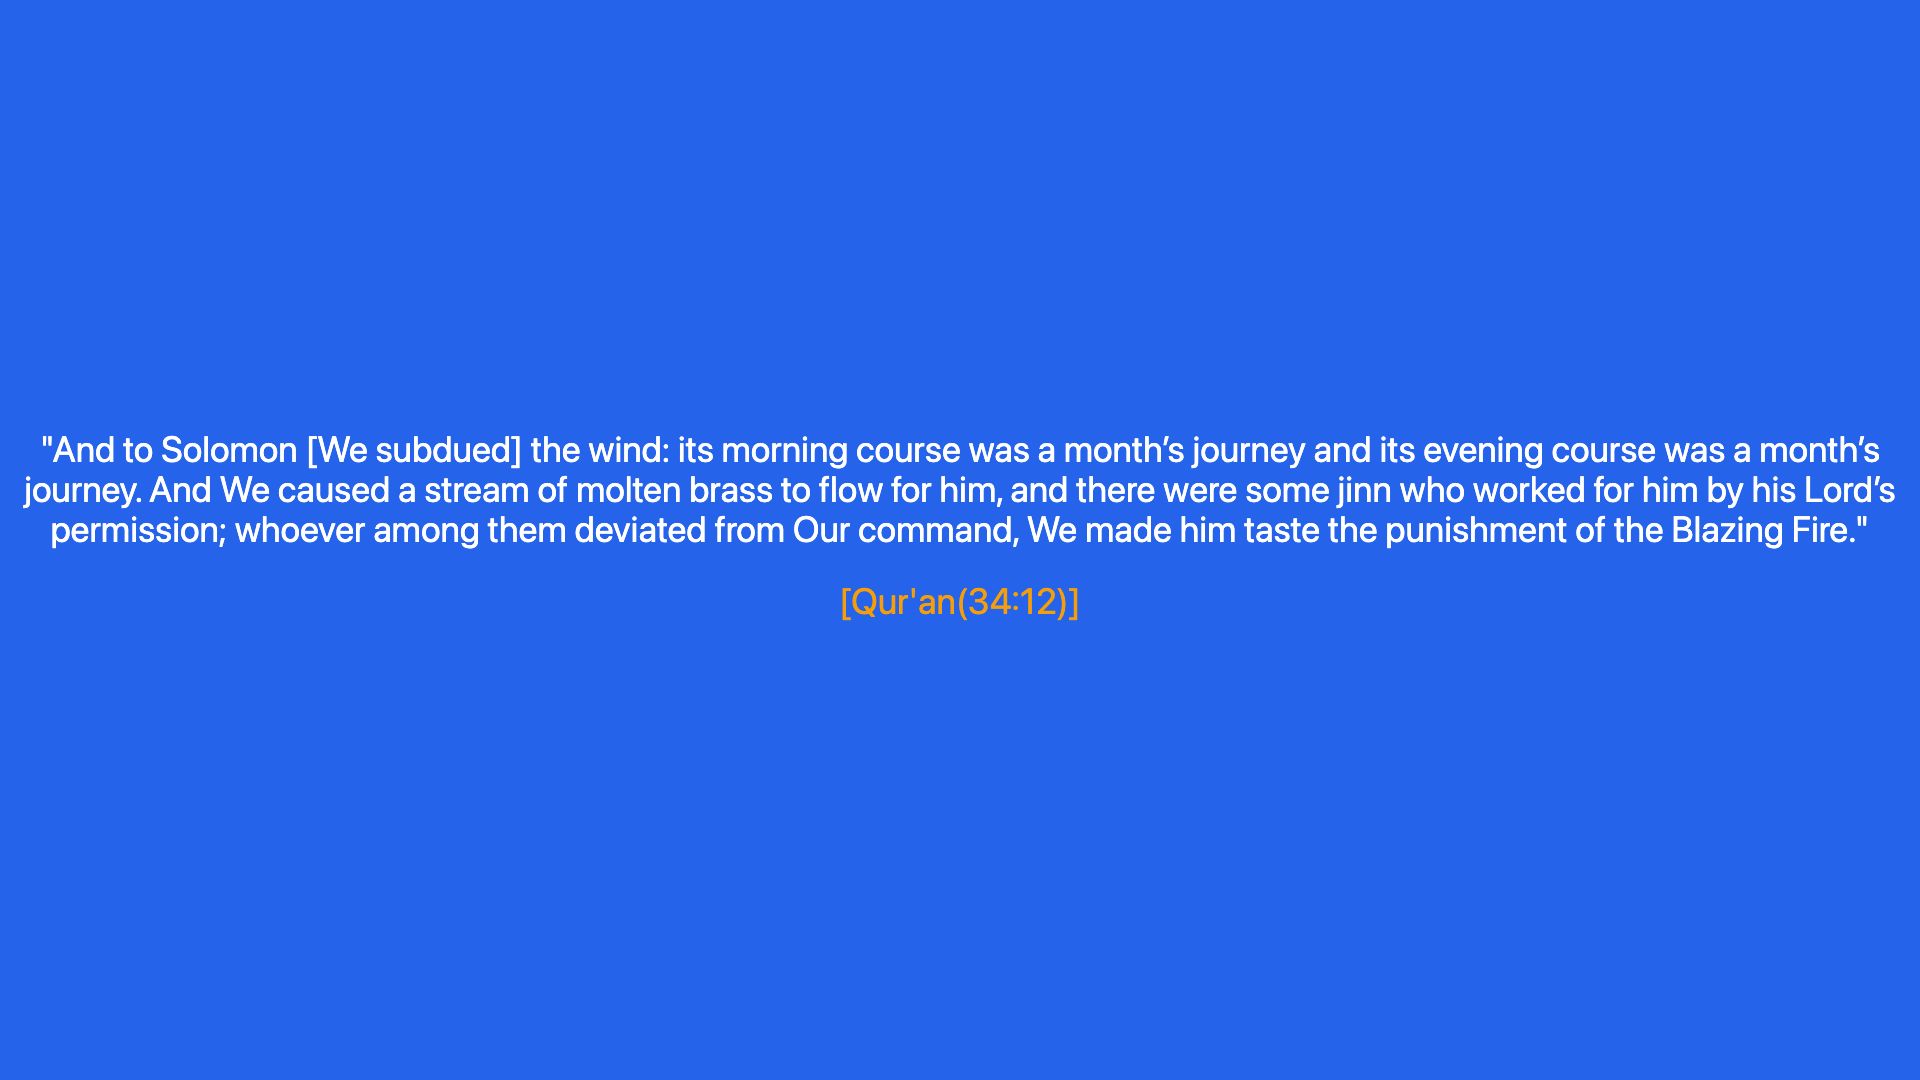 "And to Solomon [We subdued] the wind: its morning course was a month’s journey and its evening course was a month’s
journey. And We caused a stream of molten brass to flow for him, and there were some jinn who worked for him by his Lord’s
permission; whoever among them deviated from Our command, We made him taste the punishment of the Blazing Fire."
[Qur'an(34:12)]